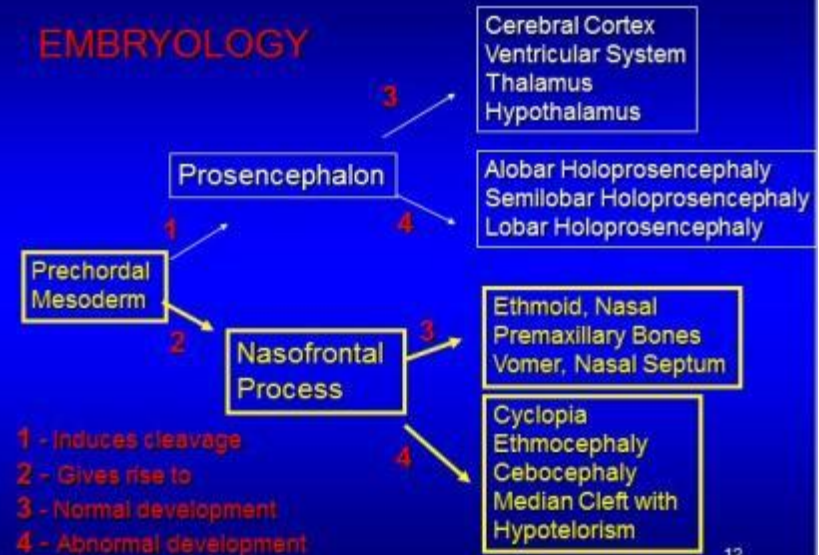 EMBRYOLOGY
Cerebral Cortex
Ventricular System
Thalamus
Hypothalamus
3
Prosencephalon
4
Alobar Holoprosencephaly
Semilobar Holoprosencephaly
Lobar Holoprosencephaly
1
Prechordal
Mesoderm
2
Nasofrontal
Process
3
Ethmoid, Nasal
Premaxillary Bones
Vomer, Nasal Septum
4
Cyclopia
Ethmocephaly
Cebocephaly
Median Cleft with
Hypotelorism
1 - Induces cleavage
2 - Gives rise to
3 - Normal development
4 - Abnormal development